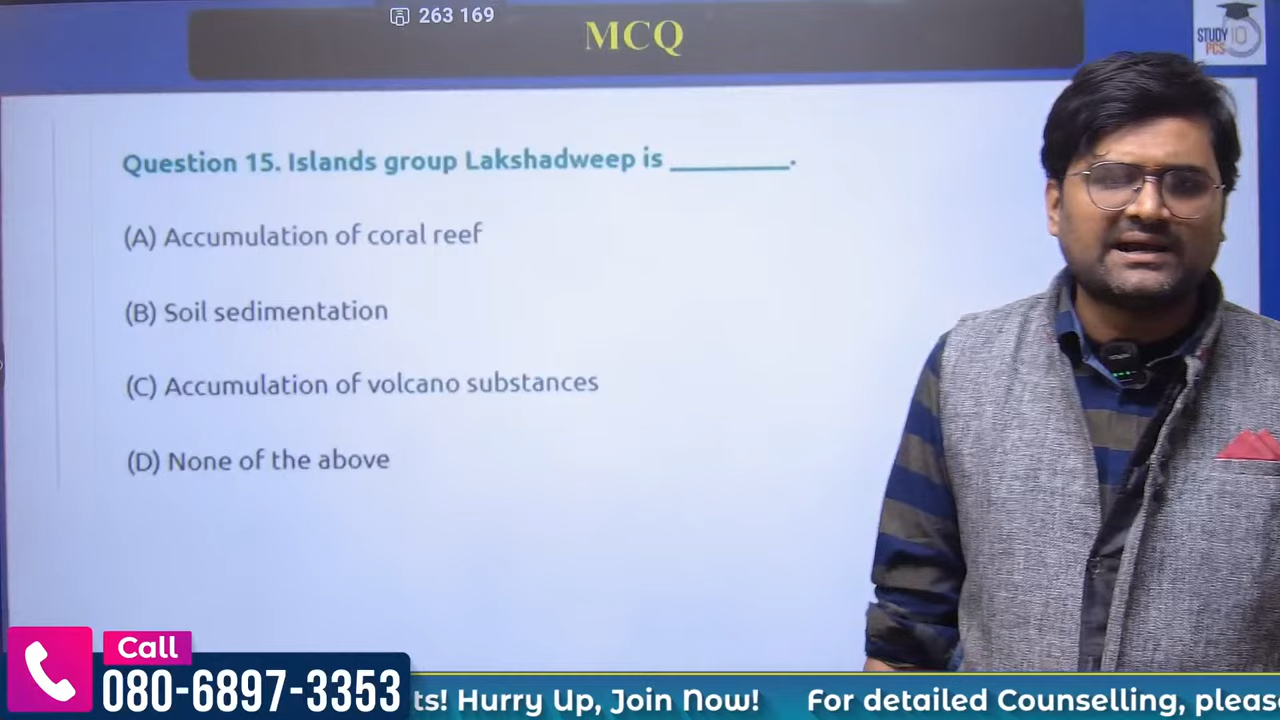 263 169
MCQ
STUDY IQ
PCS
Question 15. Islands group Lakshadweep is ________.
(A) Accumulation of coral reef
(B) Soil sedimentation
(C) Accumulation of volcano substances
(D) None of the above
Call
080-6897-3353
ts! Hurry Up, Join Now! For detailed Counselling, pleas